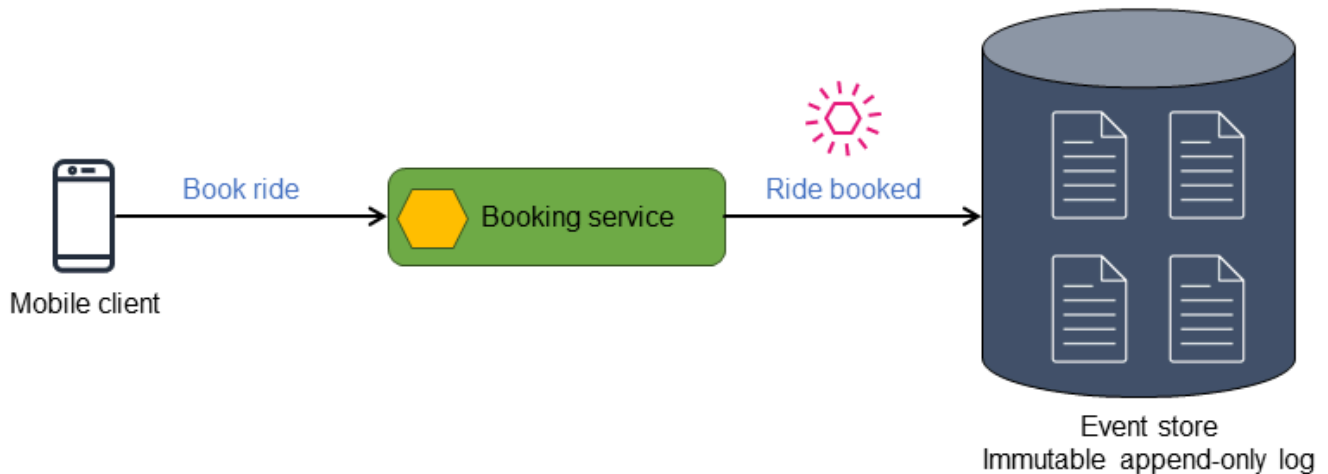 Book ride
Booking service
Ride booked
Mobile client
Event store
Immutable append-only log